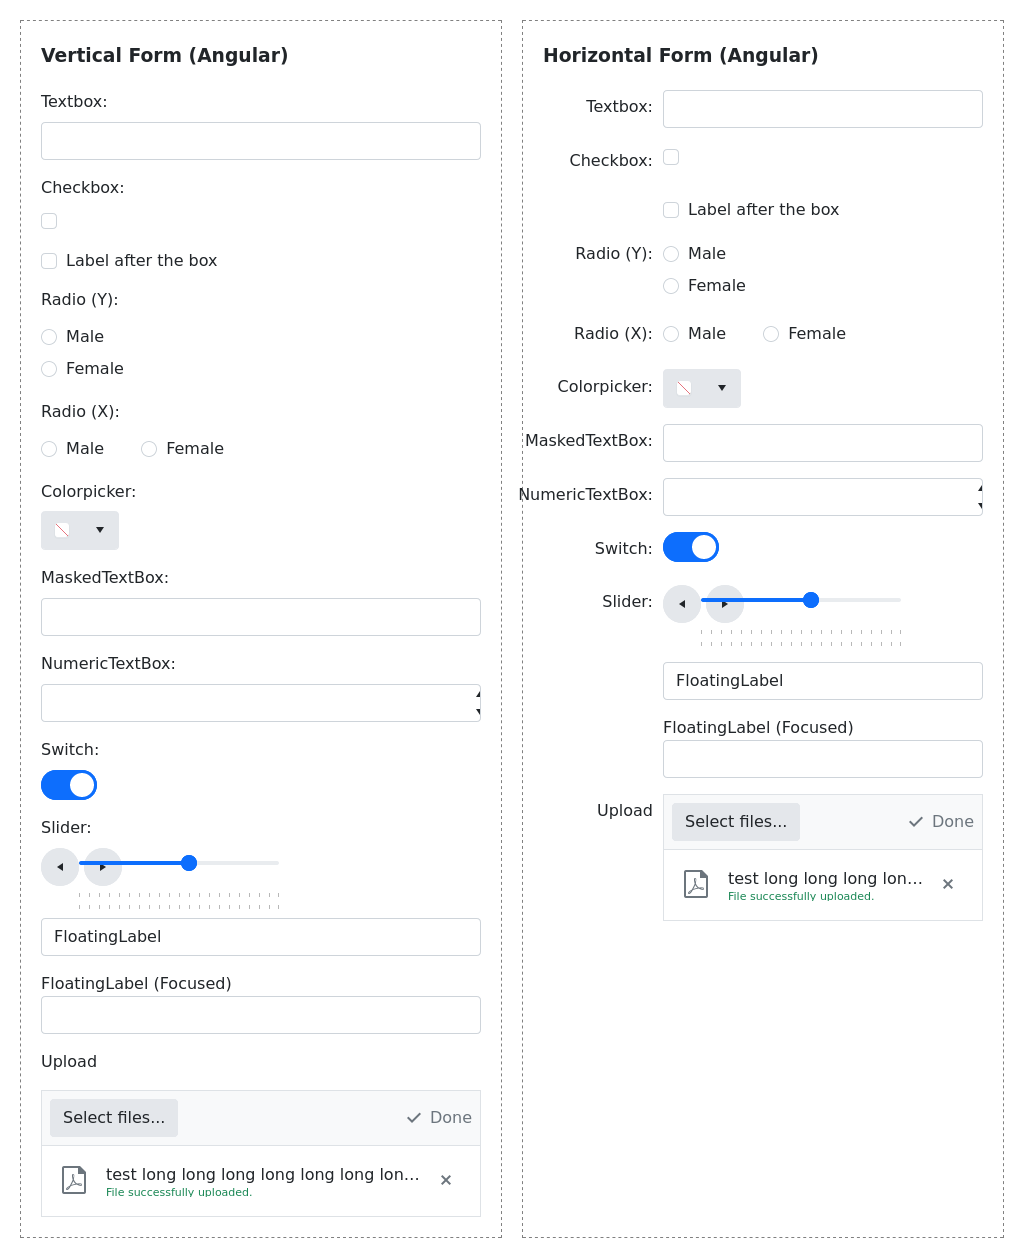 Vertical Form (Angular)
Textbox:
Checkbox:
Label after the box
Radio (Y):
Male
Female
Radio (X):
Male Female
Colorpicker:
MaskedTextBox:
NumericTextBox:
Switch:
Slider:
FloatingLabel
FloatingLabel (Focused)
Upload
Select files... Done
test long long long long long long lon...
File successfully uploaded.
Horizontal Form (Angular)
Textbox:
Checkbox:
Label after the box
Radio (Y): Male
Female
Radio (X): Male Female
Colorpicker:
MaskedTextBox:
NumericTextBox:
Switch:
Slider:
FloatingLabel
FloatingLabel (Focused)
Upload Select files... Done
test long long long lon...
File successfully uploaded.